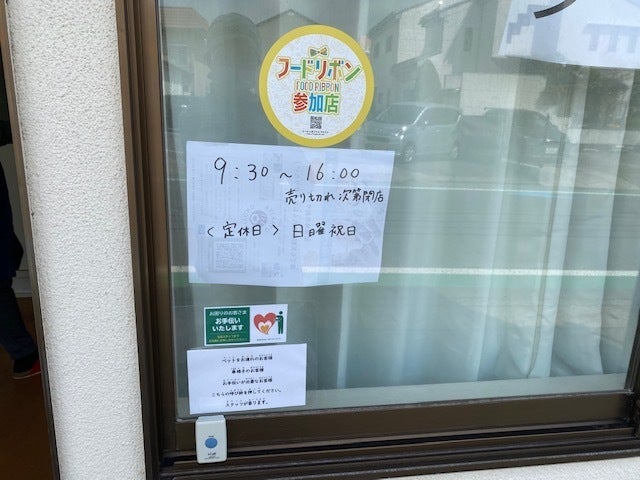 フードリボン
FOOD RIBBON
参加店
9:30～16:00
売り切れ次第閉店
〈定休日〉日曜祝日
お困りのお客さま
お手伝い
いたします
ペットをお連れのお客様
車椅子のお客様
お手伝いが必要なお客様
こちらの呼び鈴を押してください。
スタッフが参ります。